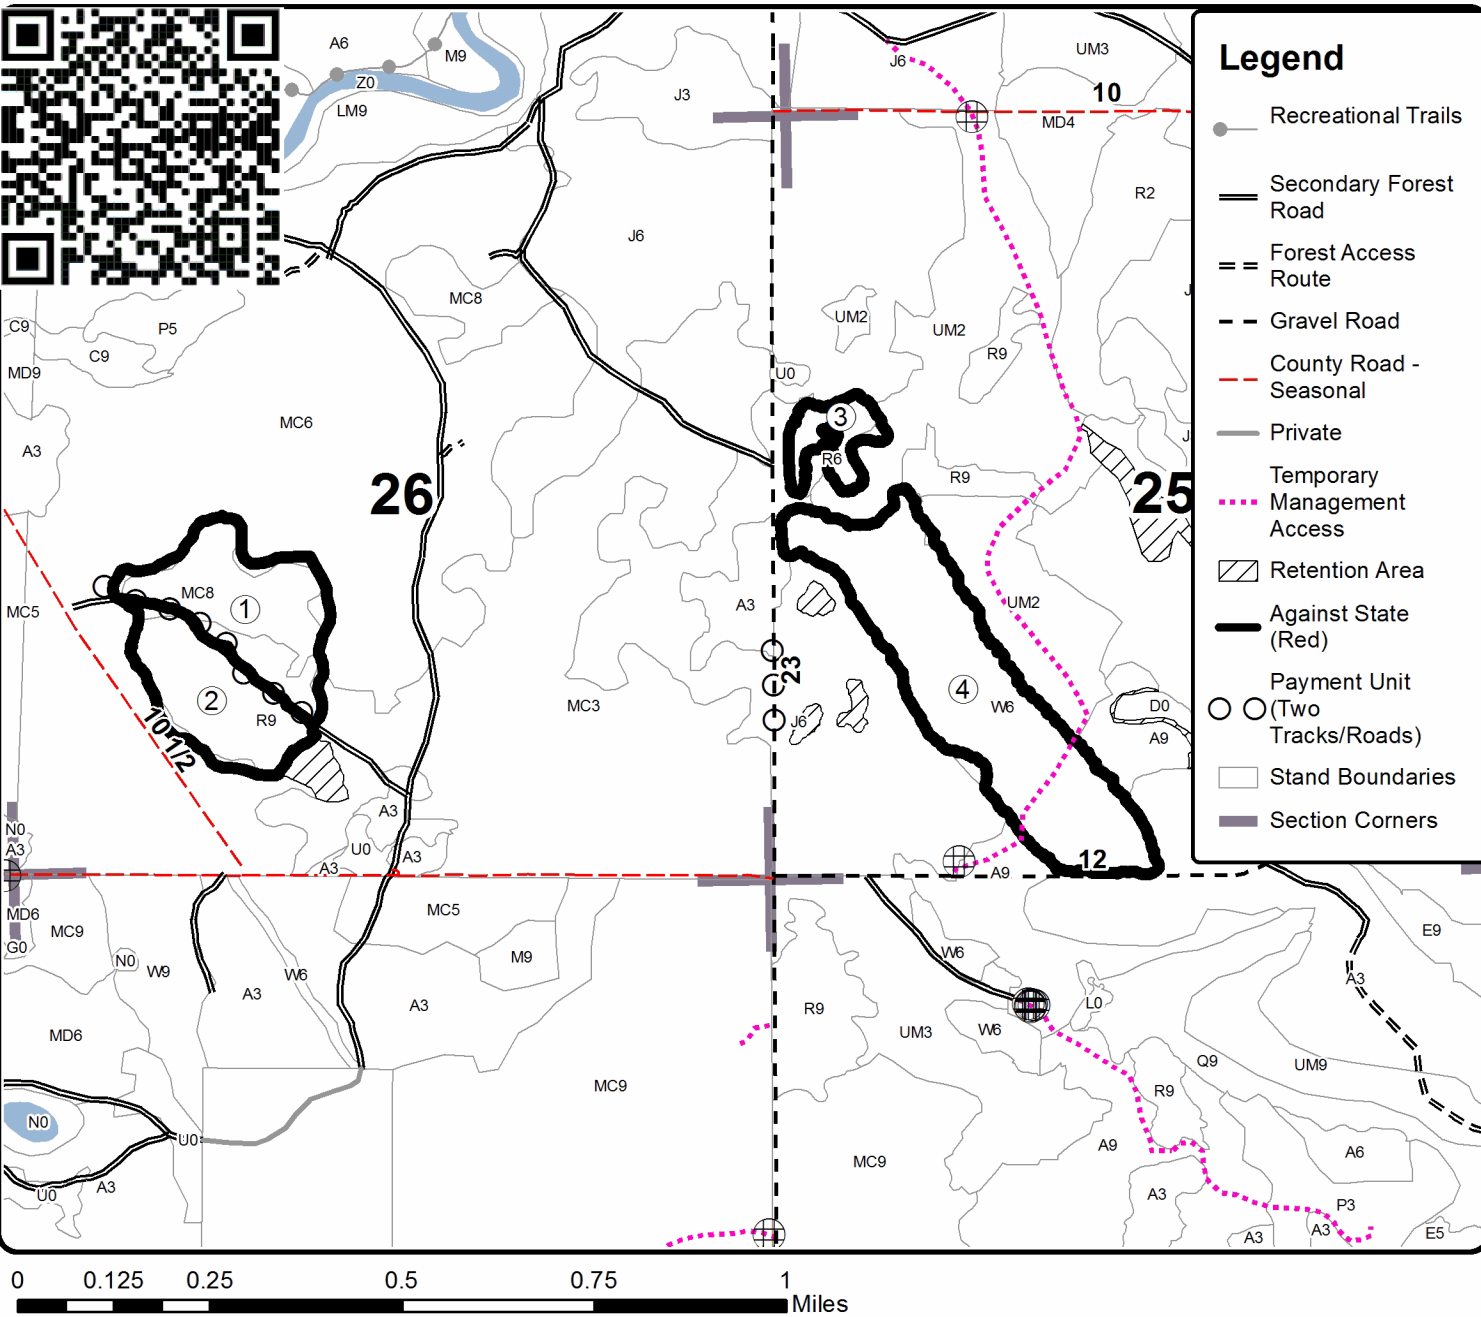 A6
M9
Z0
LM9
J3
J6
UM3
10
MD4
R2
J6
MC8
C9
P5
C9
MD9
MC6
A3
UM2
UM2
R9
U0
3
R6
R9
26
25
MC8
1
MC5
2
R9
10 1/2
A3
23
J6
MC3
UM2
4
W6
D0
A9
A3
U0
A3
A3
N0
A3
12
A9
MD6
MC9
G0
N0
W9
W6
A3
MC5
M9
A3
MD6
W6
E9
A3
R9
UM3
W6
L0
Q9
UM9
R9
MC9
N0
U0
A3
U0
MC9
A9
A6
A3
P3
A3
A3
E5
Legend
Recreational Trails
Secondary Forest
Road
Forest Access
Route
Gravel Road
County Road -
Seasonal
Private
Temporary
Management
Access
Retention Area
Against State
(Red)
Payment Unit
(Two
Tracks/Roads)
Stand Boundaries
Section Corners
0 0.125 0.25 0.5 0.75 1
Miles